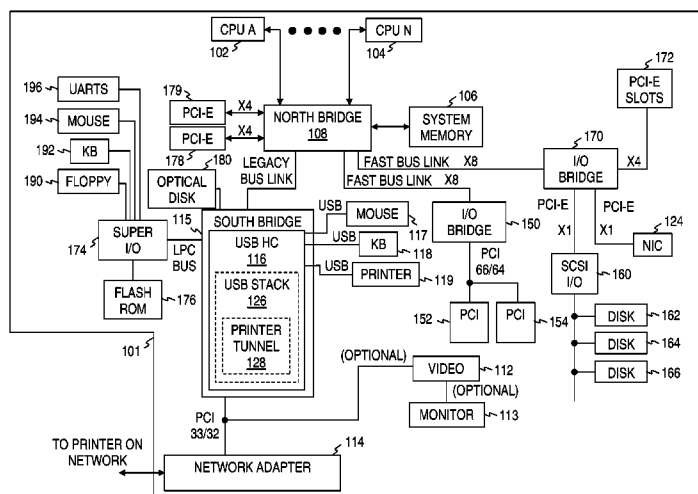 CPU A
102
CPU N
104
196
UARTS
194
MOUSE
192
KB
190
FLOPPY
179
PCI-E
X4
PCI-E
X4
178
180
NORTH BRIDGE
108
106
SYSTEM
MEMORY
172
PCI-E
SLOTS
LEGACY
BUS LINK
FAST BUS LINK X8
FAST BUS LINK X8
170
I/O
BRIDGE
X4
OPTICAL
DISK
115
SOUTH BRIDGE
USB
MOUSE
117
USB
KB
118
USB
PRINTER
119
174
SUPER
I/O
LPC
BUS
FLASH
ROM
176
USB HC
116
USB STACK
126
PRINTER
TUNNEL
128
I/O
BRIDGE
150
PCI
66/64
152
PCI
PCI
154
PCI-E
X1
PCI-E
X1
124
NIC
SCSI
I/O
160
DISK
162
DISK
164
DISK
166
101
(OPTIONAL)
VIDEO
112
(OPTIONAL)
MONITOR
113
PCI
33/32
114
TO PRINTER ON
NETWORK
NETWORK ADAPTER